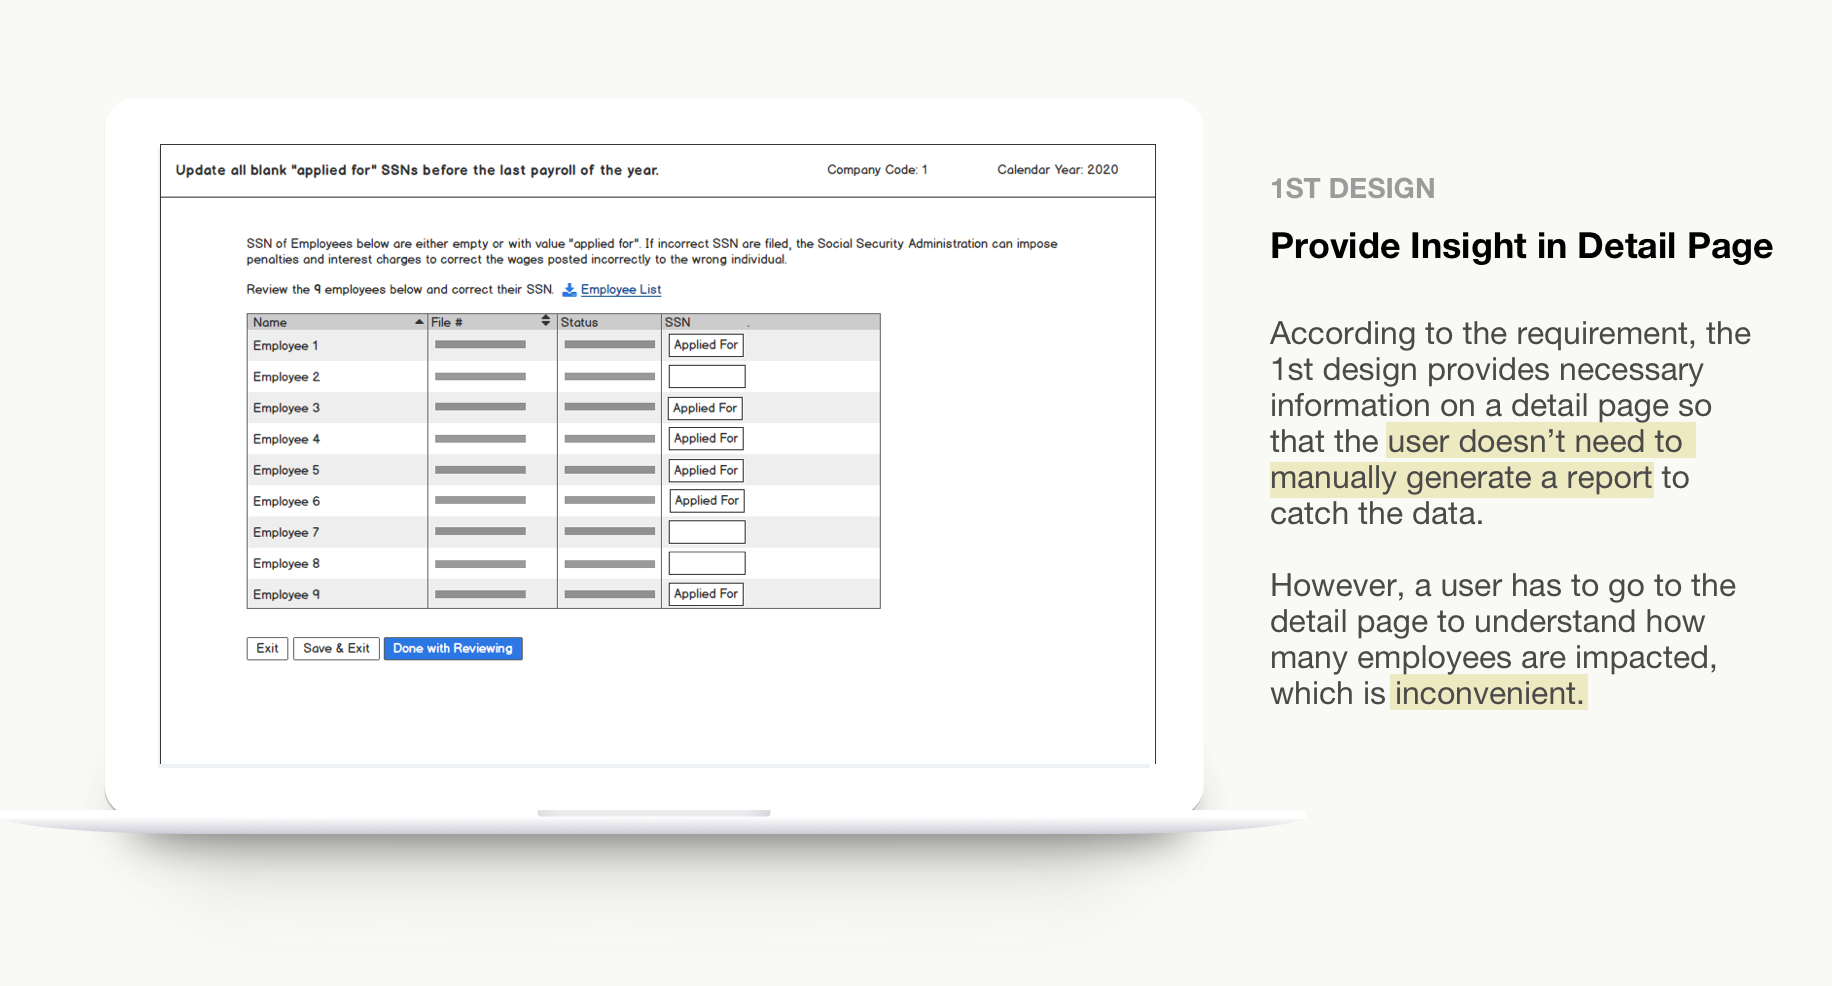 Update all blank "applied for" SSNs before the last payroll of the year.
Company Code: 1
Calendar Year: 2020
SSN of Employees below are either empty or with value "applied for". If incorrect SSN are filed, the Social Security Administration can impose
penalties and interest charges to correct the wages posted incorrectly to the wrong individual.
Review the 9 employees below and correct their SSN. Employee List
Name File # Status SSN .
Employee 1 Applied For
Employee 2
Employee 3 Applied For
Employee 4 Applied For
Employee 5 Applied For
Employee 6 Applied For
Employee 7
Employee 8
Employee 9 Applied For
Exit Save & Exit Done with Reviewing
1ST DESIGN
Provide Insight in Detail Page
According to the requirement, the
1st design provides necessary
information on a detail page so
that the user doesn’t need to
manually generate a report to
catch the data.
However, a user has to go to the
detail page to understand how
many employees are impacted,
which is inconvenient.